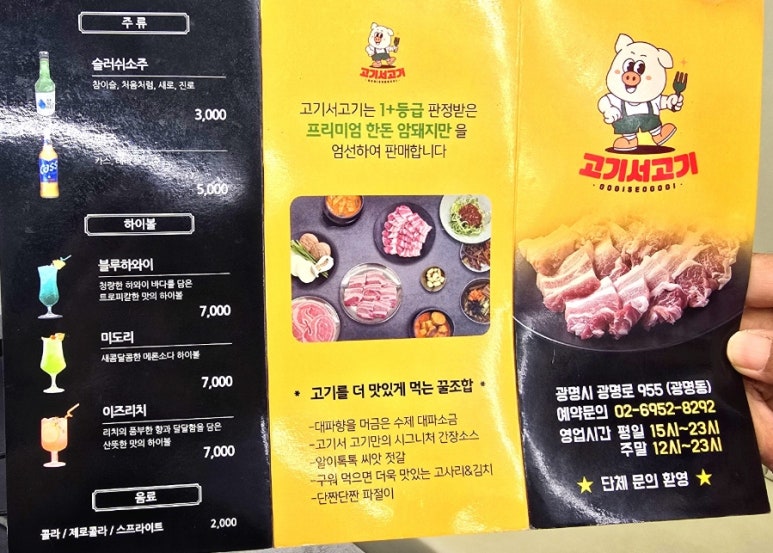 주류
슬러쉬소주
참이슬, 처음처럼, 새로, 진로
3,000
5,000
하이볼
블루하와이
청량한 하와이 바다를 담은
트로피칼한 맛의 하이볼
7,000
미도리
새콤달콤한 메론소다 하이볼
7,000
이즈리치
리치의 풍부한 향과 달달함을 담은
산뜻한 맛의 하이볼
7,000
음료
콜라 / 제로콜라 / 스프라이트 2,000
고기서고기
GOGISEOGOGI
고기서고기는 1+등급 판정받은
프리미엄 한돈 암돼지만 을
엄선하여 판매합니다
* 고기를 더 맛있게 먹는 꿀조합 *
-대파향을 머금은 수제 대파소금
-고기서 고기만의 시그니처 간장소스
-알이톡톡 씨앗 젓갈
-구워 먹으면 더욱 맛있는 고사리&김치
-단짠단짠 파절이
고기서고기
GOGISEOGOGI
광명시 광명로 955 (광명동)
예약문의 02-6952-8292
영업시간 평일 15시~23시
주말 12시~23시
★ 단체 문의 환영 ★